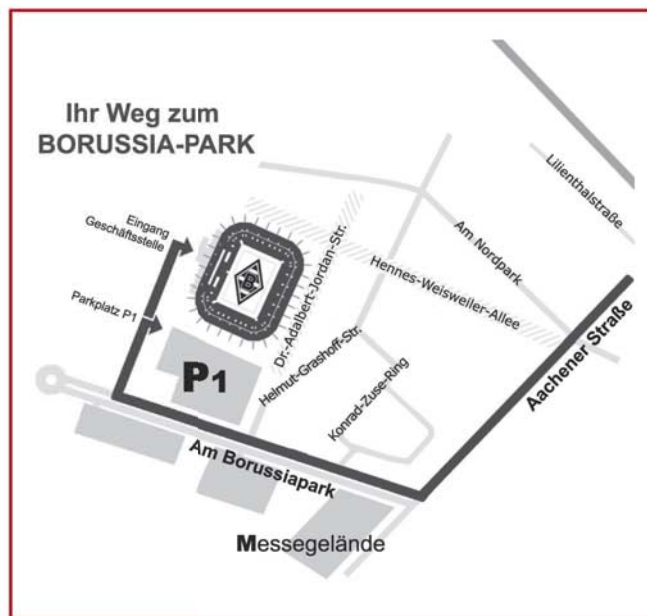 Ihr Weg zum
BORUSSIA-PARK
Lilienthalstraße
Am Nordpark
Eingang
Geschäftsstelle
Dr.-Adalbert-Jordan-Str.
Hennes-Weisweiler-Allee
Parkplatz P1
B
Aachener Straße
Helmut-Grashoff-Str.
P1
Konrad-Zuse-Ring
Am Borussiapark
Messegelände